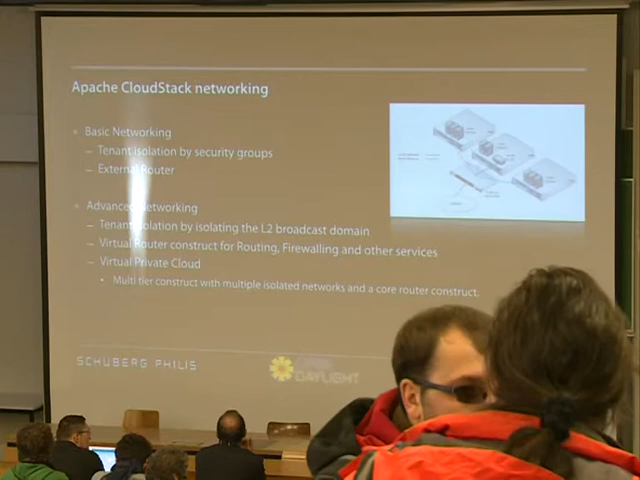 Apache CloudStack networking
Basic Networking
– Tenant isolation by security groups
– External Router
Advanced Networking
– Tenant isolation by isolating the L2 broadcast domain
– Virtual Router construct for Routing, Firewalling and other services
– Virtual Private Cloud
• Multi tier construct with multiple isolated networks and a core router construct.
SCHUBERG PHILIS
DAYLIGHT